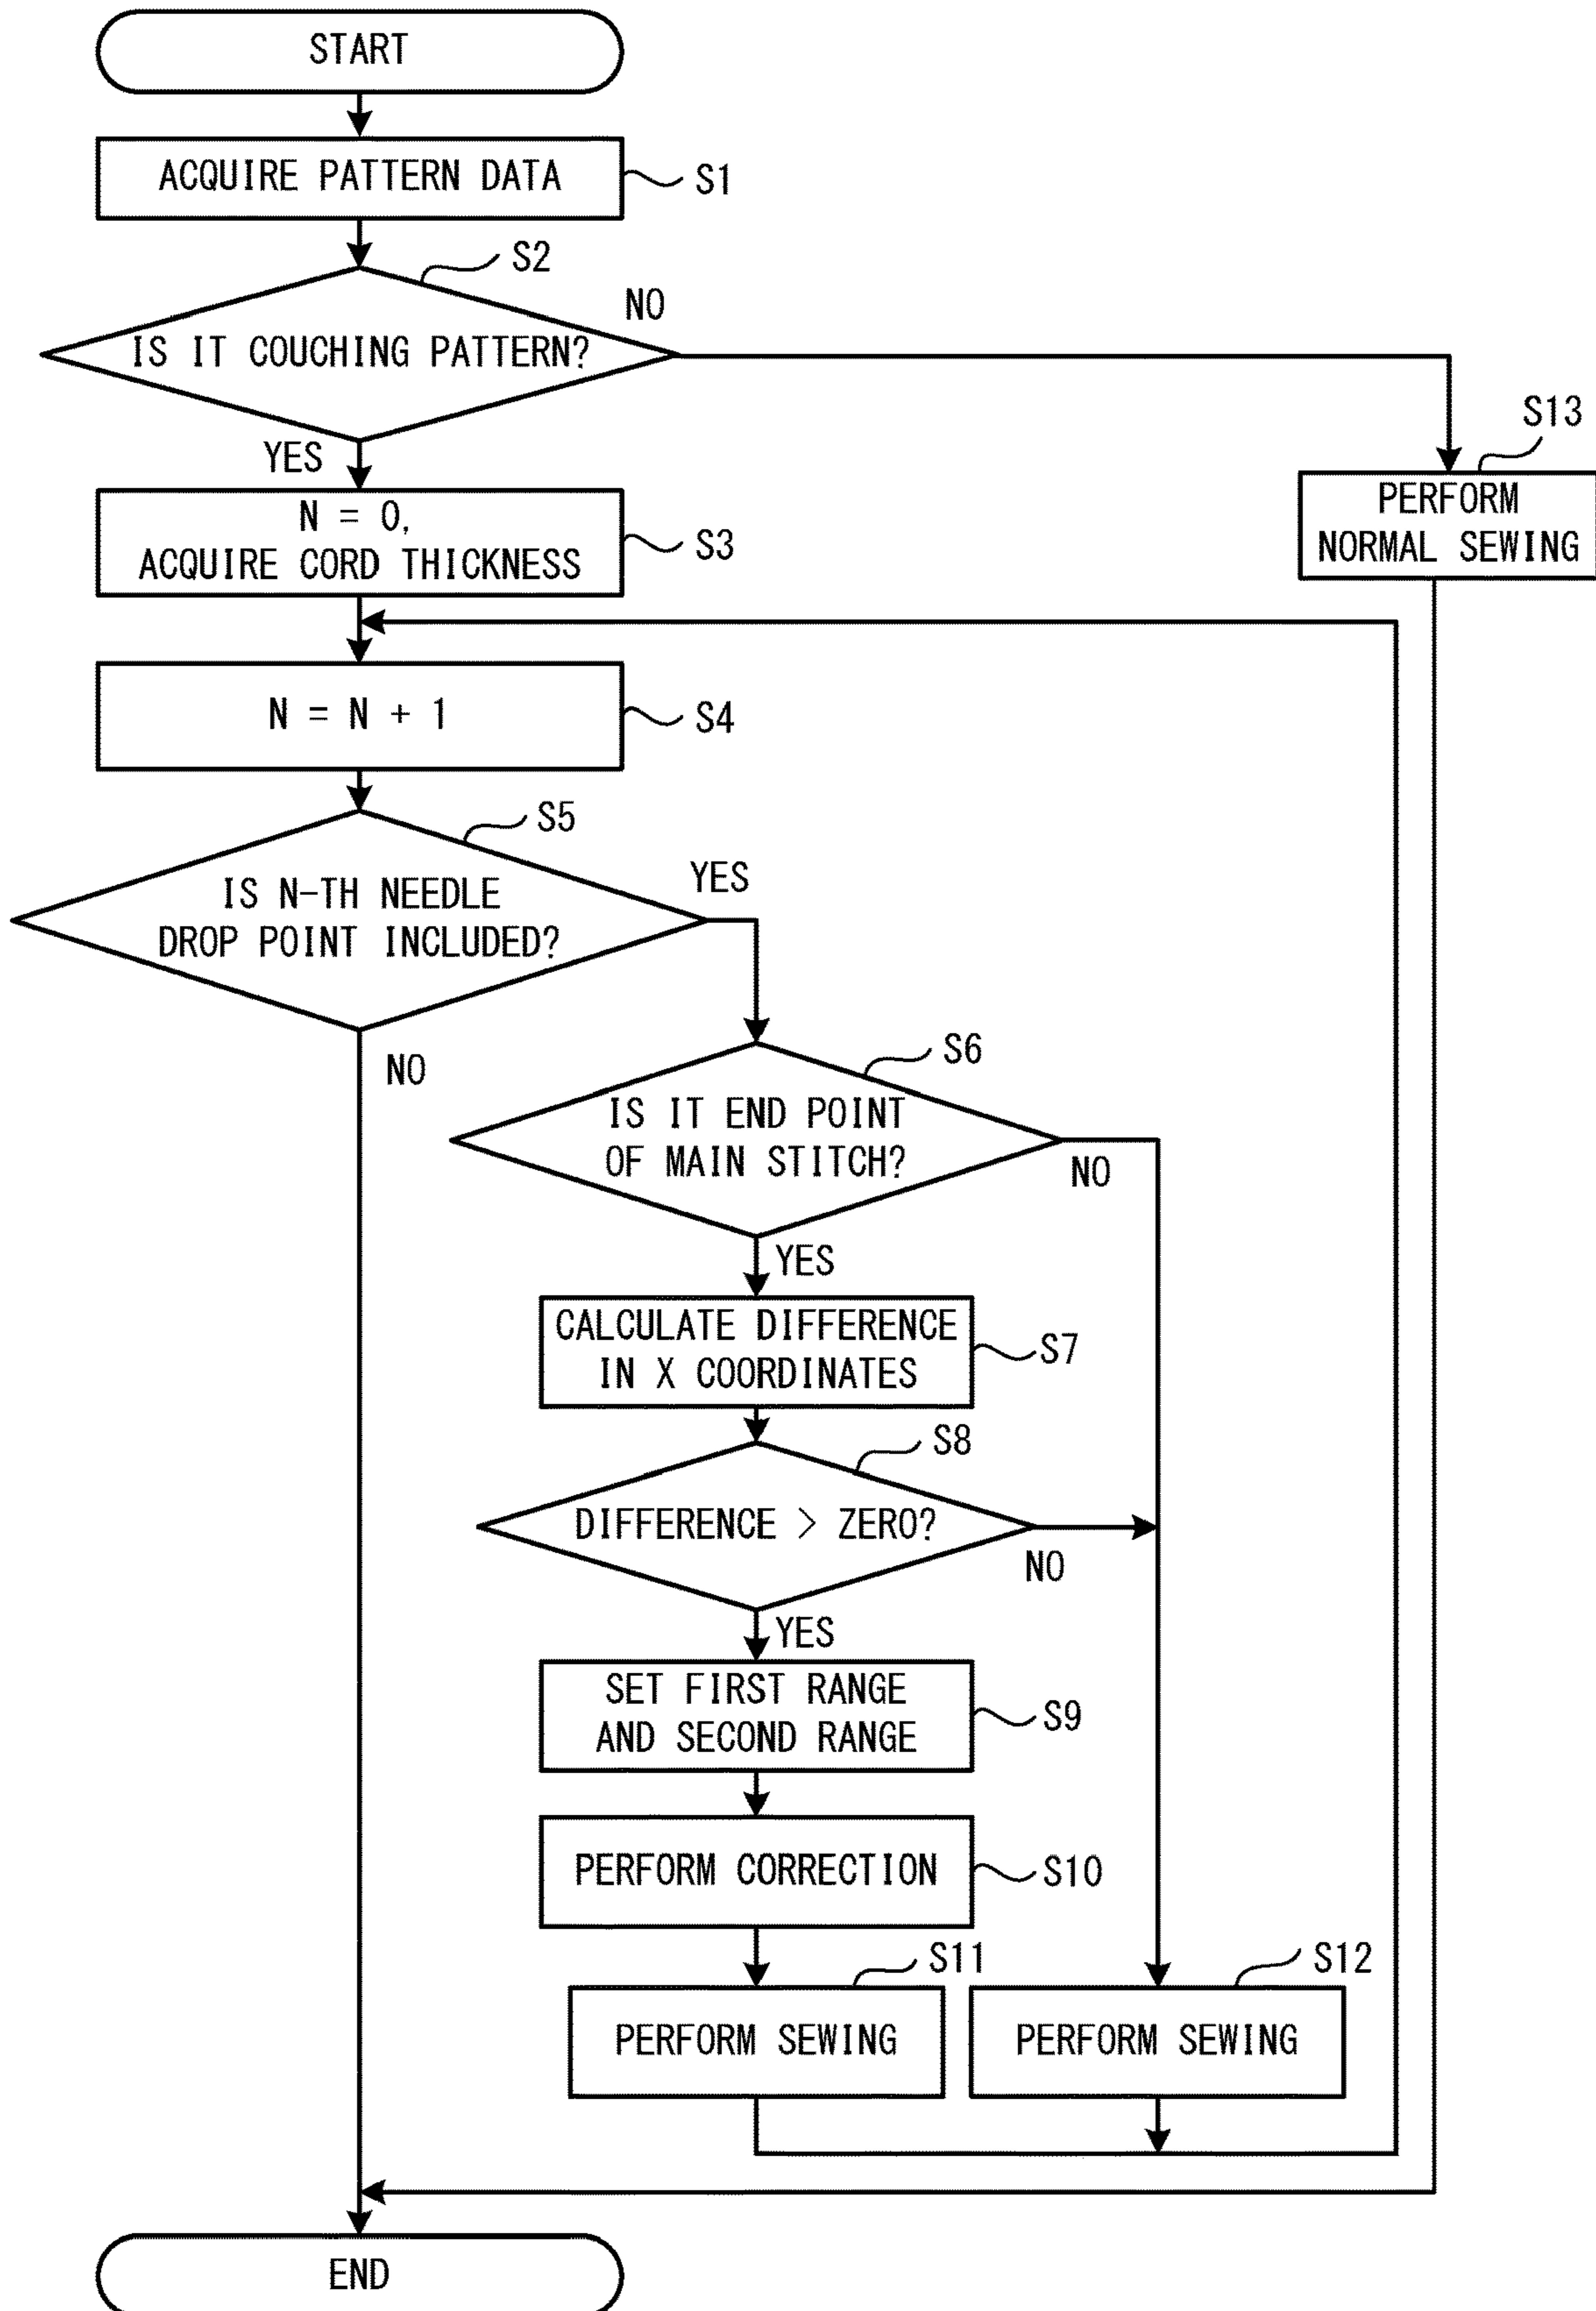 START
ACQUIRE PATTERN DATA
S1
S2
IS IT COUCHING PATTERN?
NO
YES
S13
PERFORM
NORMAL SEWING
N = 0,
ACQUIRE CORD THICKNESS
S3
N = N + 1
S4
S5
IS N-TH NEEDLE
DROP POINT INCLUDED?
YES
NO
S6
IS IT END POINT
OF MAIN STITCH?
NO
YES
CALCULATE DIFFERENCE
IN X COORDINATES
S7
S8
DIFFERENCE > ZERO?
NO
YES
SET FIRST RANGE
AND SECOND RANGE
S9
PERFORM CORRECTION
S10
S11
PERFORM SEWING
S12
PERFORM SEWING
END